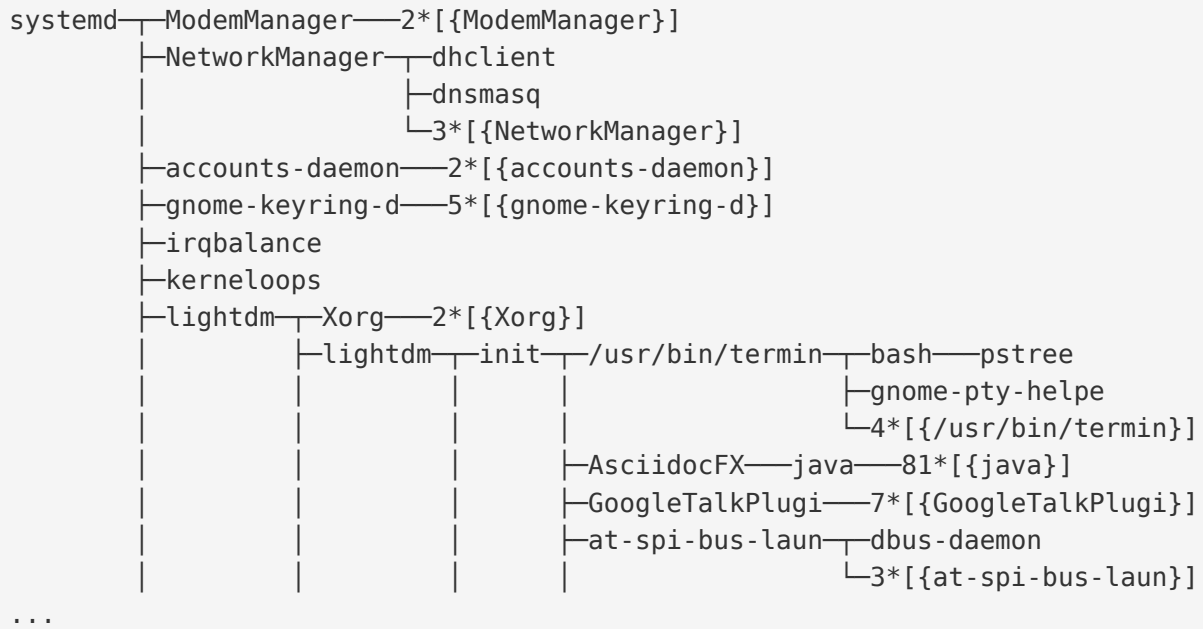 systemd─┬─ModemManager───2*[{ModemManager}]
        ├─NetworkManager─┬─dhclient
        │                ├─dnsmasq
        │                └─3*[{NetworkManager}]
        ├─accounts-daemon───2*[{accounts-daemon}]
        ├─gnome-keyring-d───5*[{gnome-keyring-d}]
        ├─irqbalance
        ├─kerneloops
        ├─lightdm─┬─Xorg───2*[{Xorg}]
        │         ├─lightdm─┬─init─┬─/usr/bin/termin─┬─bash───pstree
        │         │         │      │                 ├─gnome-pty-helpe
        │         │         │      │                 └─4*[{/usr/bin/termin}]
        │         │         │      ├─AsciidocFX───java───81*[{java}]
        │         │         │      ├─GoogleTalkPlugi───7*[{GoogleTalkPlugi}]
        │         │         │      ├─at-spi-bus-laun─┬─dbus-daemon
        │         │         │      │                 └─3*[{at-spi-bus-laun}]
...